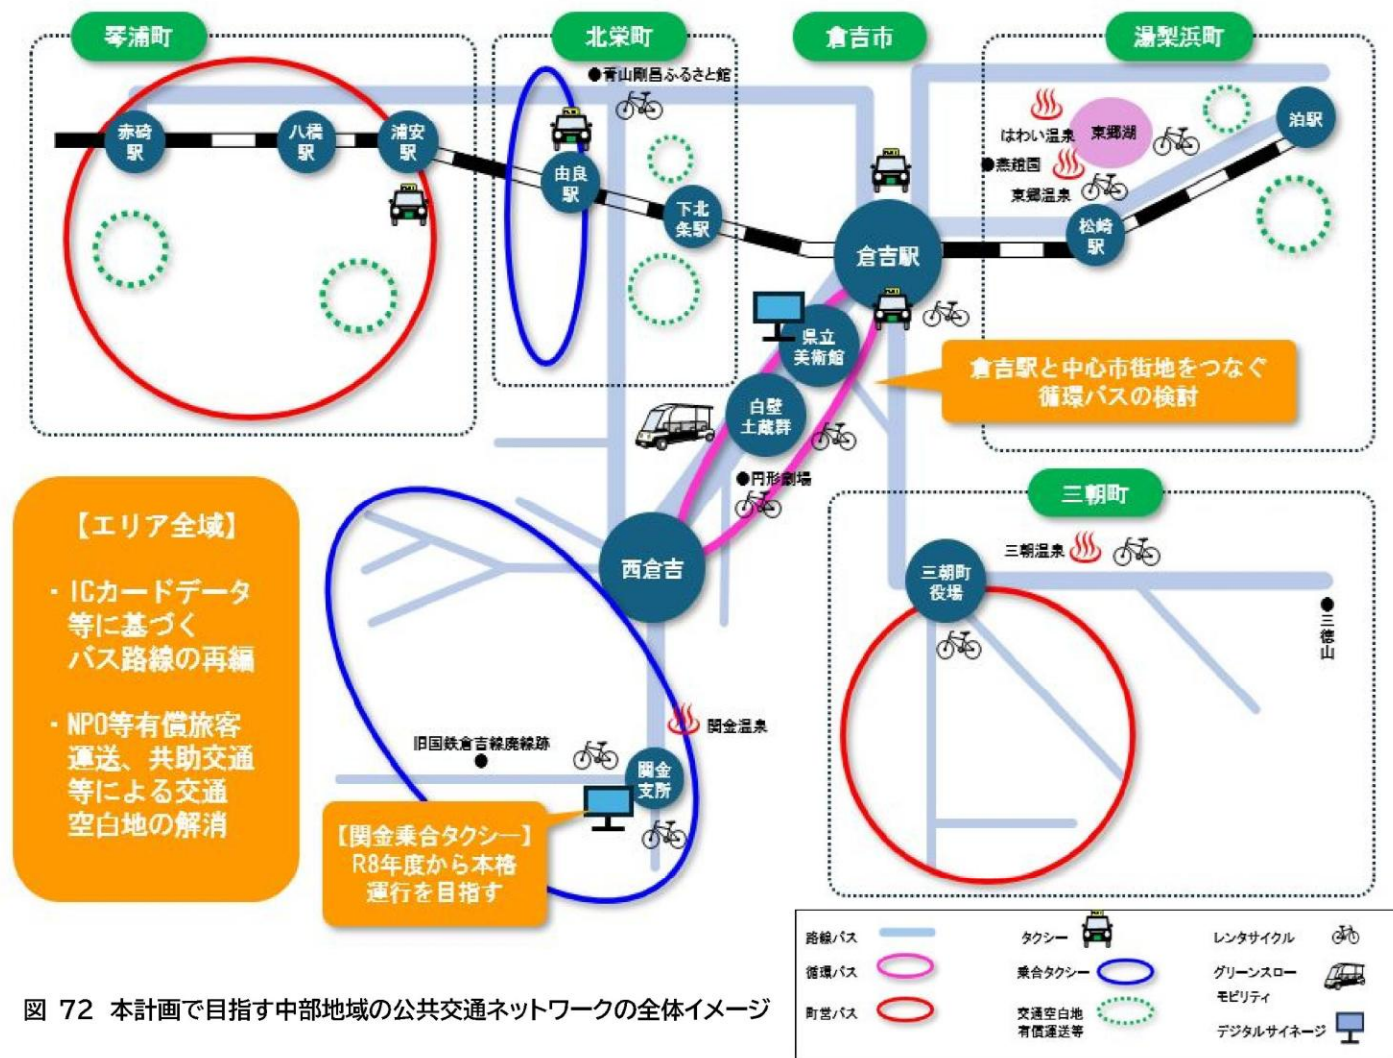 琴浦町
北栄町
倉吉市
湯梨浜町
●青山剛昌ふるさと館
赤碕
駅
八橋
駅
浦安
駅
由良
駅
下北
条駅
倉吉駅
はわい温泉
東郷湖
●燕趙園
東郷温泉
松崎
駅
泊駅
県立
美術館
白壁
土蔵群
●円形劇場
倉吉駅と中心市街地をつなぐ
循環バスの検討
西倉吉
【エリア全域】
・ICカードデータ
等に基づく
バス路線の再編
・NPO等有償旅客
運送、共助交通
等による交通
空白地の解消
三朝町
三朝町
役場
三朝温泉
●三徳山
関金温泉
旧国鉄倉吉線廃線跡
●
関金
支所
【関金乗合タクシー】
R8年度から本格
運行を目指す
路線バス
循環バス
町営バス
タクシー
乗合タクシー
交通空白地
有償運送等
レンタサイクル
グリーンスロー
モビリティ
デジタルサイネージ
図 72 本計画で目指す中部地域の公共交通ネットワークの全体イメージ